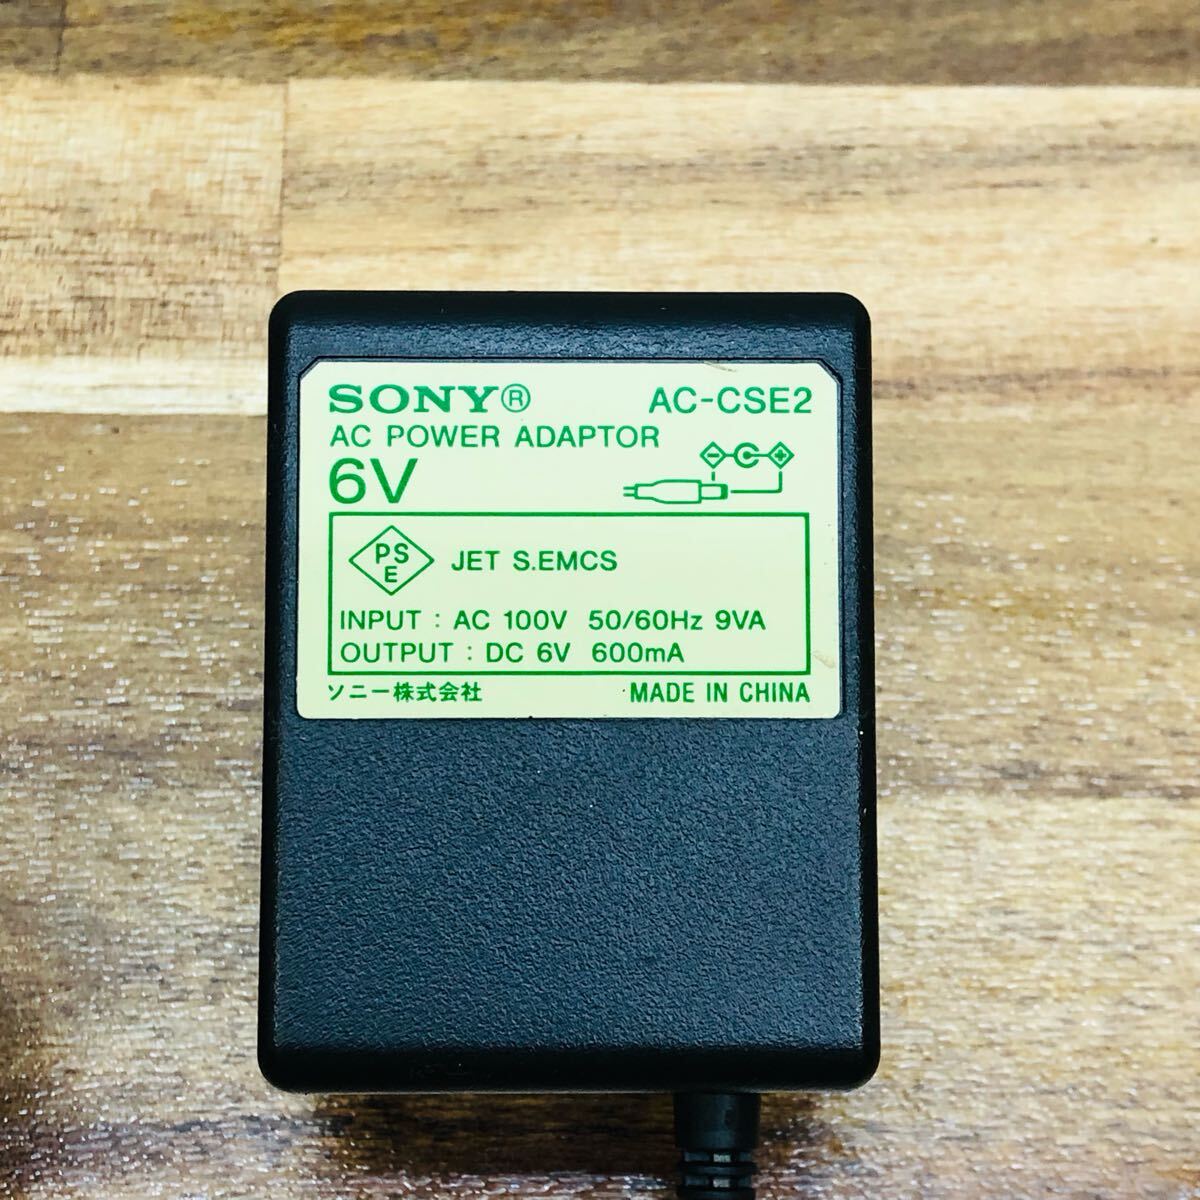 SONY® AC-CSE2
AC POWER ADAPTOR
6V
PSE JET S.EMCS
INPUT : AC 100V 50/60Hz 9VA
OUTPUT : DC 6V 600mA
ソニー株式会社 MADE IN CHINA